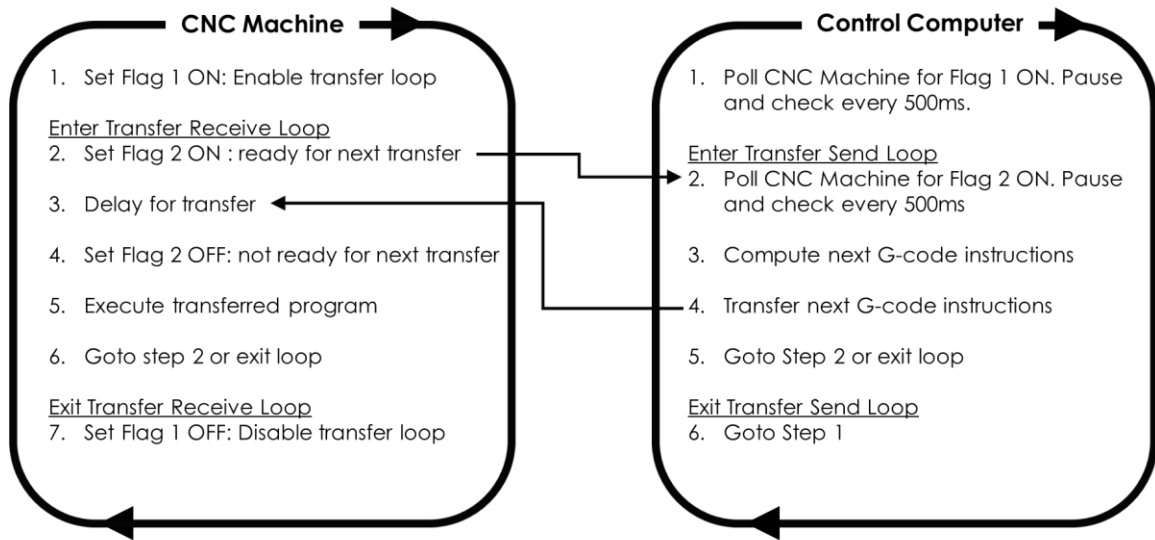 CNC Machine
1. Set Flag 1 ON: Enable transfer loop
Enter Transfer Receive Loop
2. Set Flag 2 ON : ready for next transfer
3. Delay for transfer
4. Set Flag 2 OFF: not ready for next transfer
5. Execute transferred program
6. Goto step 2 or exit loop
Exit Transfer Receive Loop
7. Set Flag 1 OFF: Disable transfer loop
Control Computer
1. Poll CNC Machine for Flag 1 ON. Pause
and check every 500ms.
Enter Transfer Send Loop
2. Poll CNC Machine for Flag 2 ON. Pause
and check every 500ms
3. Compute next G-code instructions
4. Transfer next G-code instructions
5. Goto Step 2 or exit loop
Exit Transfer Send Loop
6. Goto Step 1